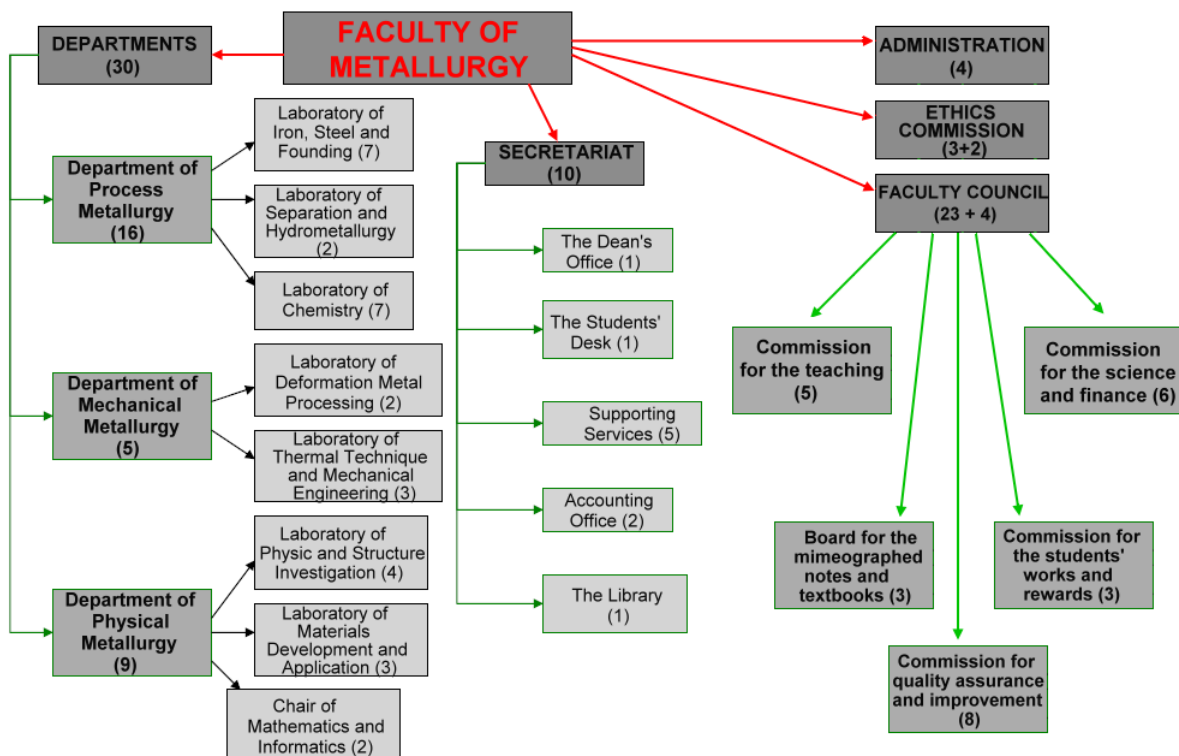 DEPARTMENTS
(30)
FACULTY OF
METALLURGY
ADMINISTRATION
(4)
ETHICS
COMMISSION
(3+2)
FACULTY COUNCIL
(23 + 4)
SECRETARIAT
(10)
Department of
Process
Metallurgy
(16)
Laboratory of
Iron, Steel and
Founding (7)
Laboratory of
Separation and
Hydrometallurgy
(2)
Laboratory of
Chemistry (7)
Department of
Mechanical
Metallurgy
(5)
Laboratory of
Deformation Metal
Processing (2)
Laboratory of
Thermal Technique
and Mechanical
Engineering (3)
Department of
Physical
Metallurgy
(9)
Laboratory of
Physic and Structure
Investigation (4)
Laboratory of
Materials
Development and
Application (3)
Chair of
Mathematics and
Informatics (2)
The Dean's
Office (1)
The Students'
Desk (1)
Supporting
Services (5)
Accounting
Office (2)
The Library
(1)
Commission
for the teaching
(5)
Commission
for the science
and finance (6)
Board for the
mimeographed
notes and
textbooks (3)
Commission for
the students'
works and
rewards (3)
Commission for
quality assurance
and improvement
(8)